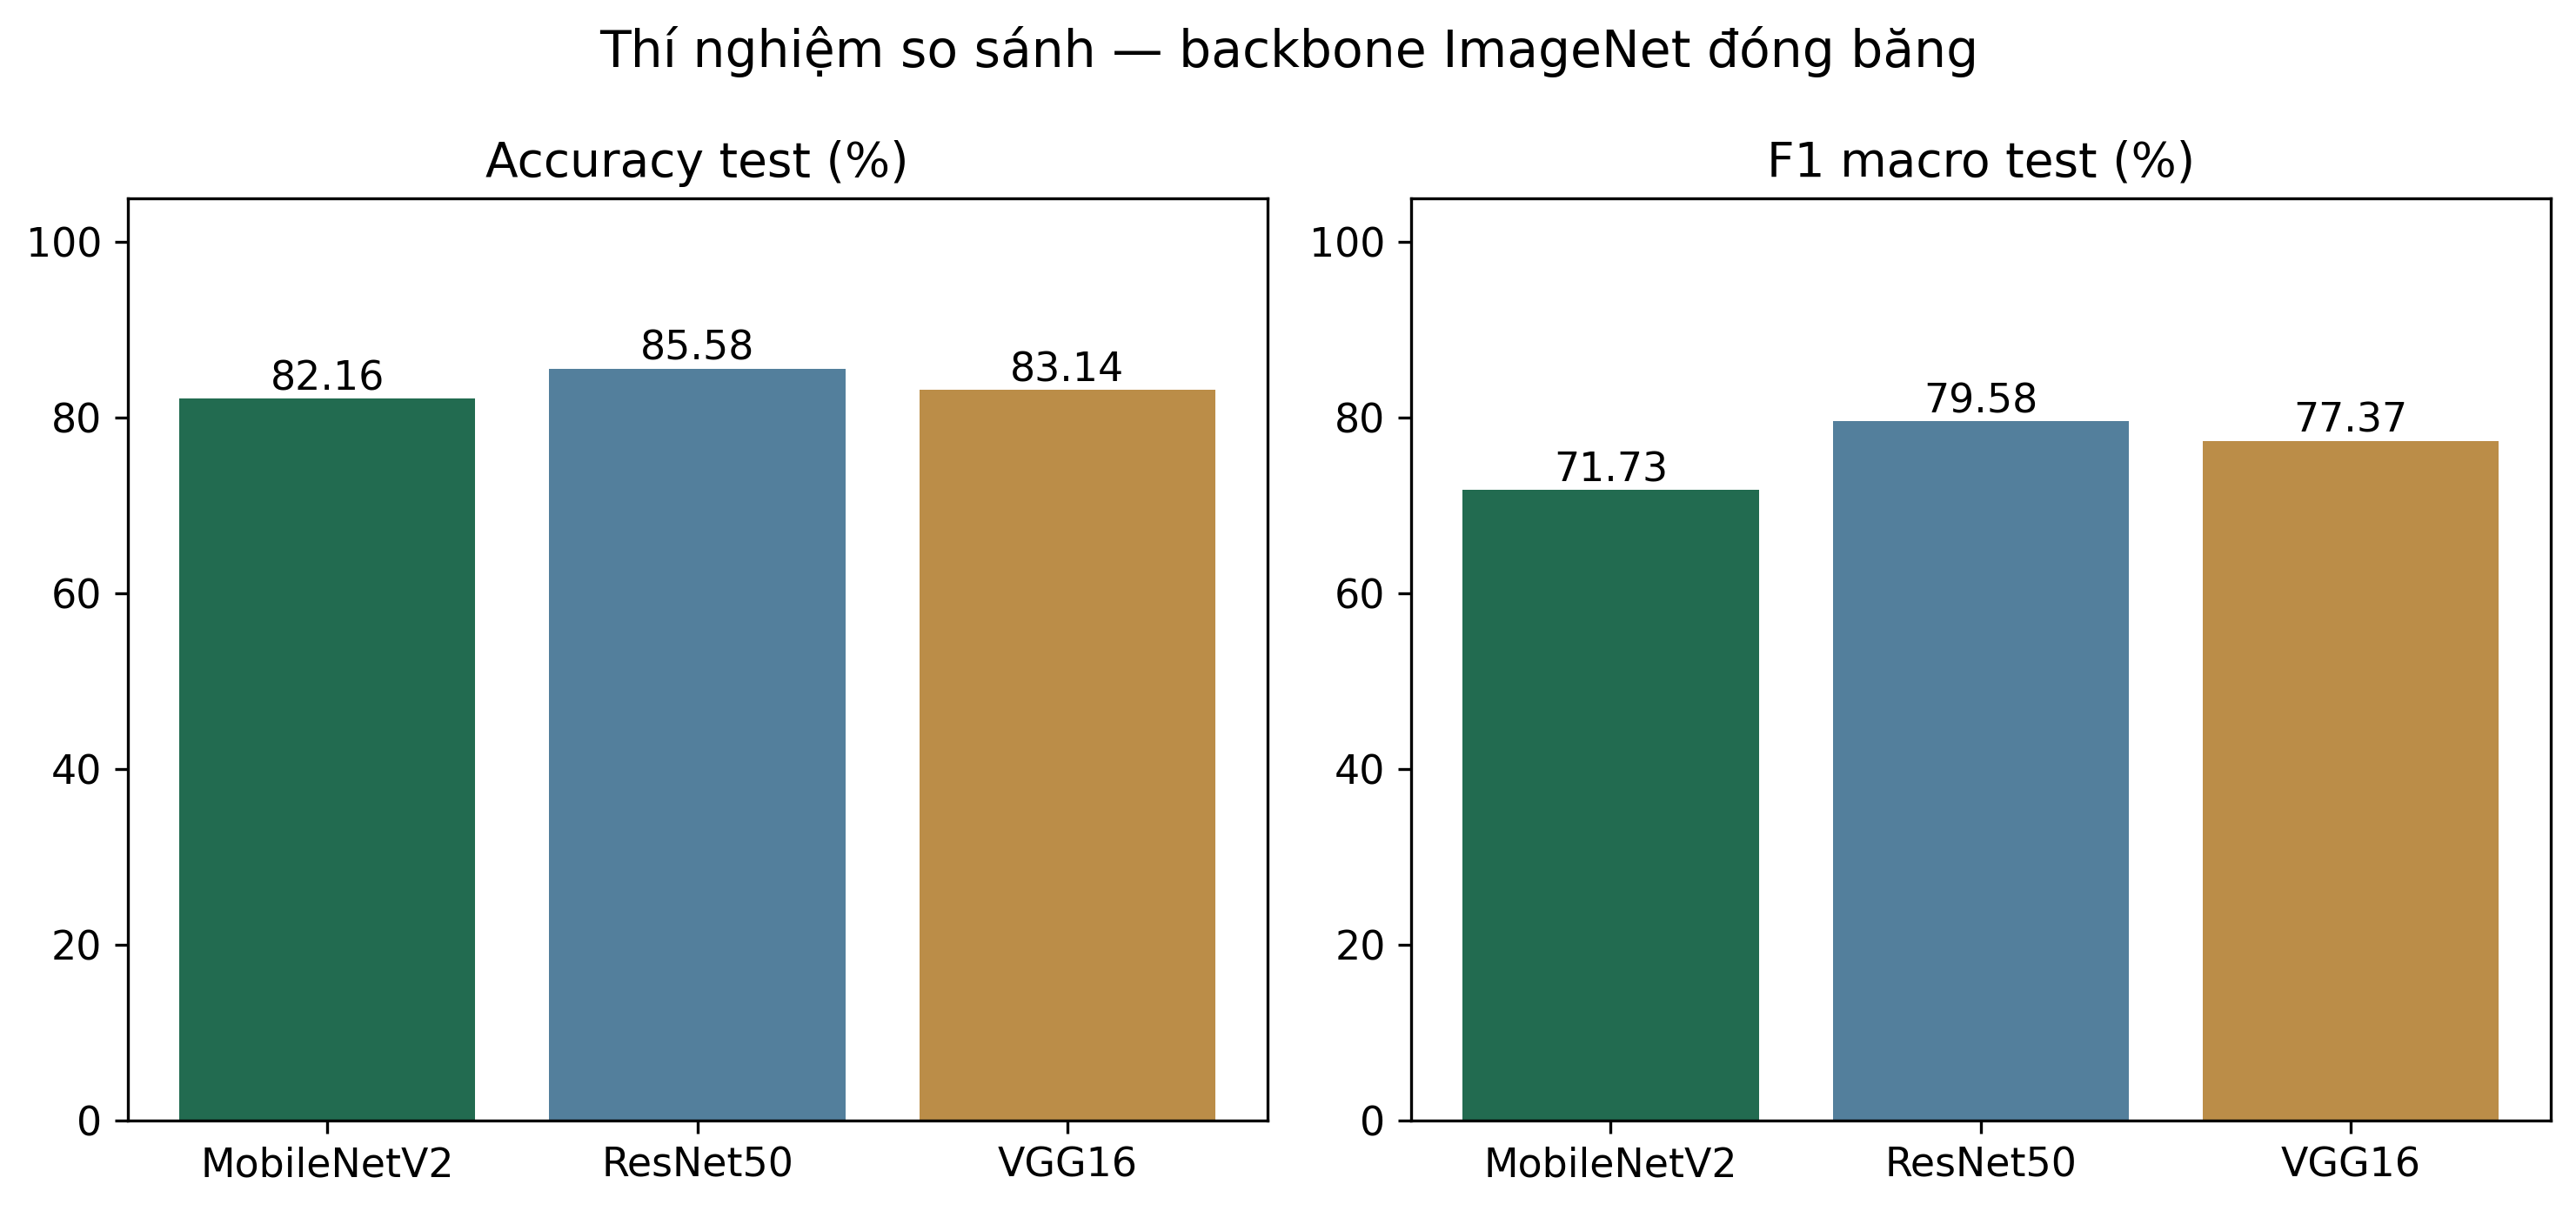 Thí nghiệm so sánh — backbone ImageNet đóng băng
Accuracy test (%)
100
80
60
40
20
0
82.16
85.58
83.14
MobileNetV2
ResNet50
VGG16
F1 macro test (%)
100
80
60
40
20
0
71.73
79.58
77.37
MobileNetV2
ResNet50
VGG16